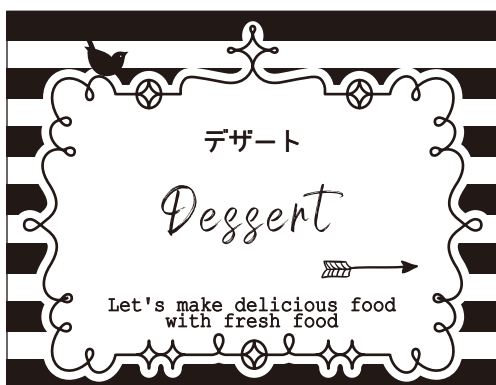 デザート
Dessert
Let's make delicious food
with fresh food